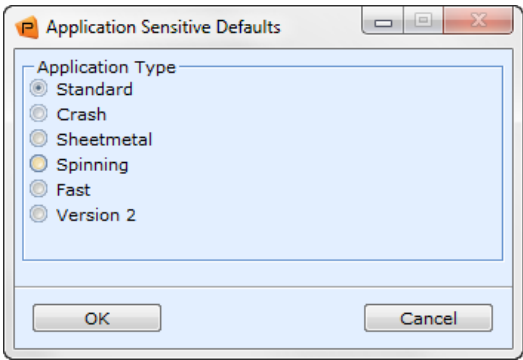 Application Sensitive Defaults
Application Type
Standard
Crash
Sheetmetal
Spinning
Fast
Version 2
OK Cancel